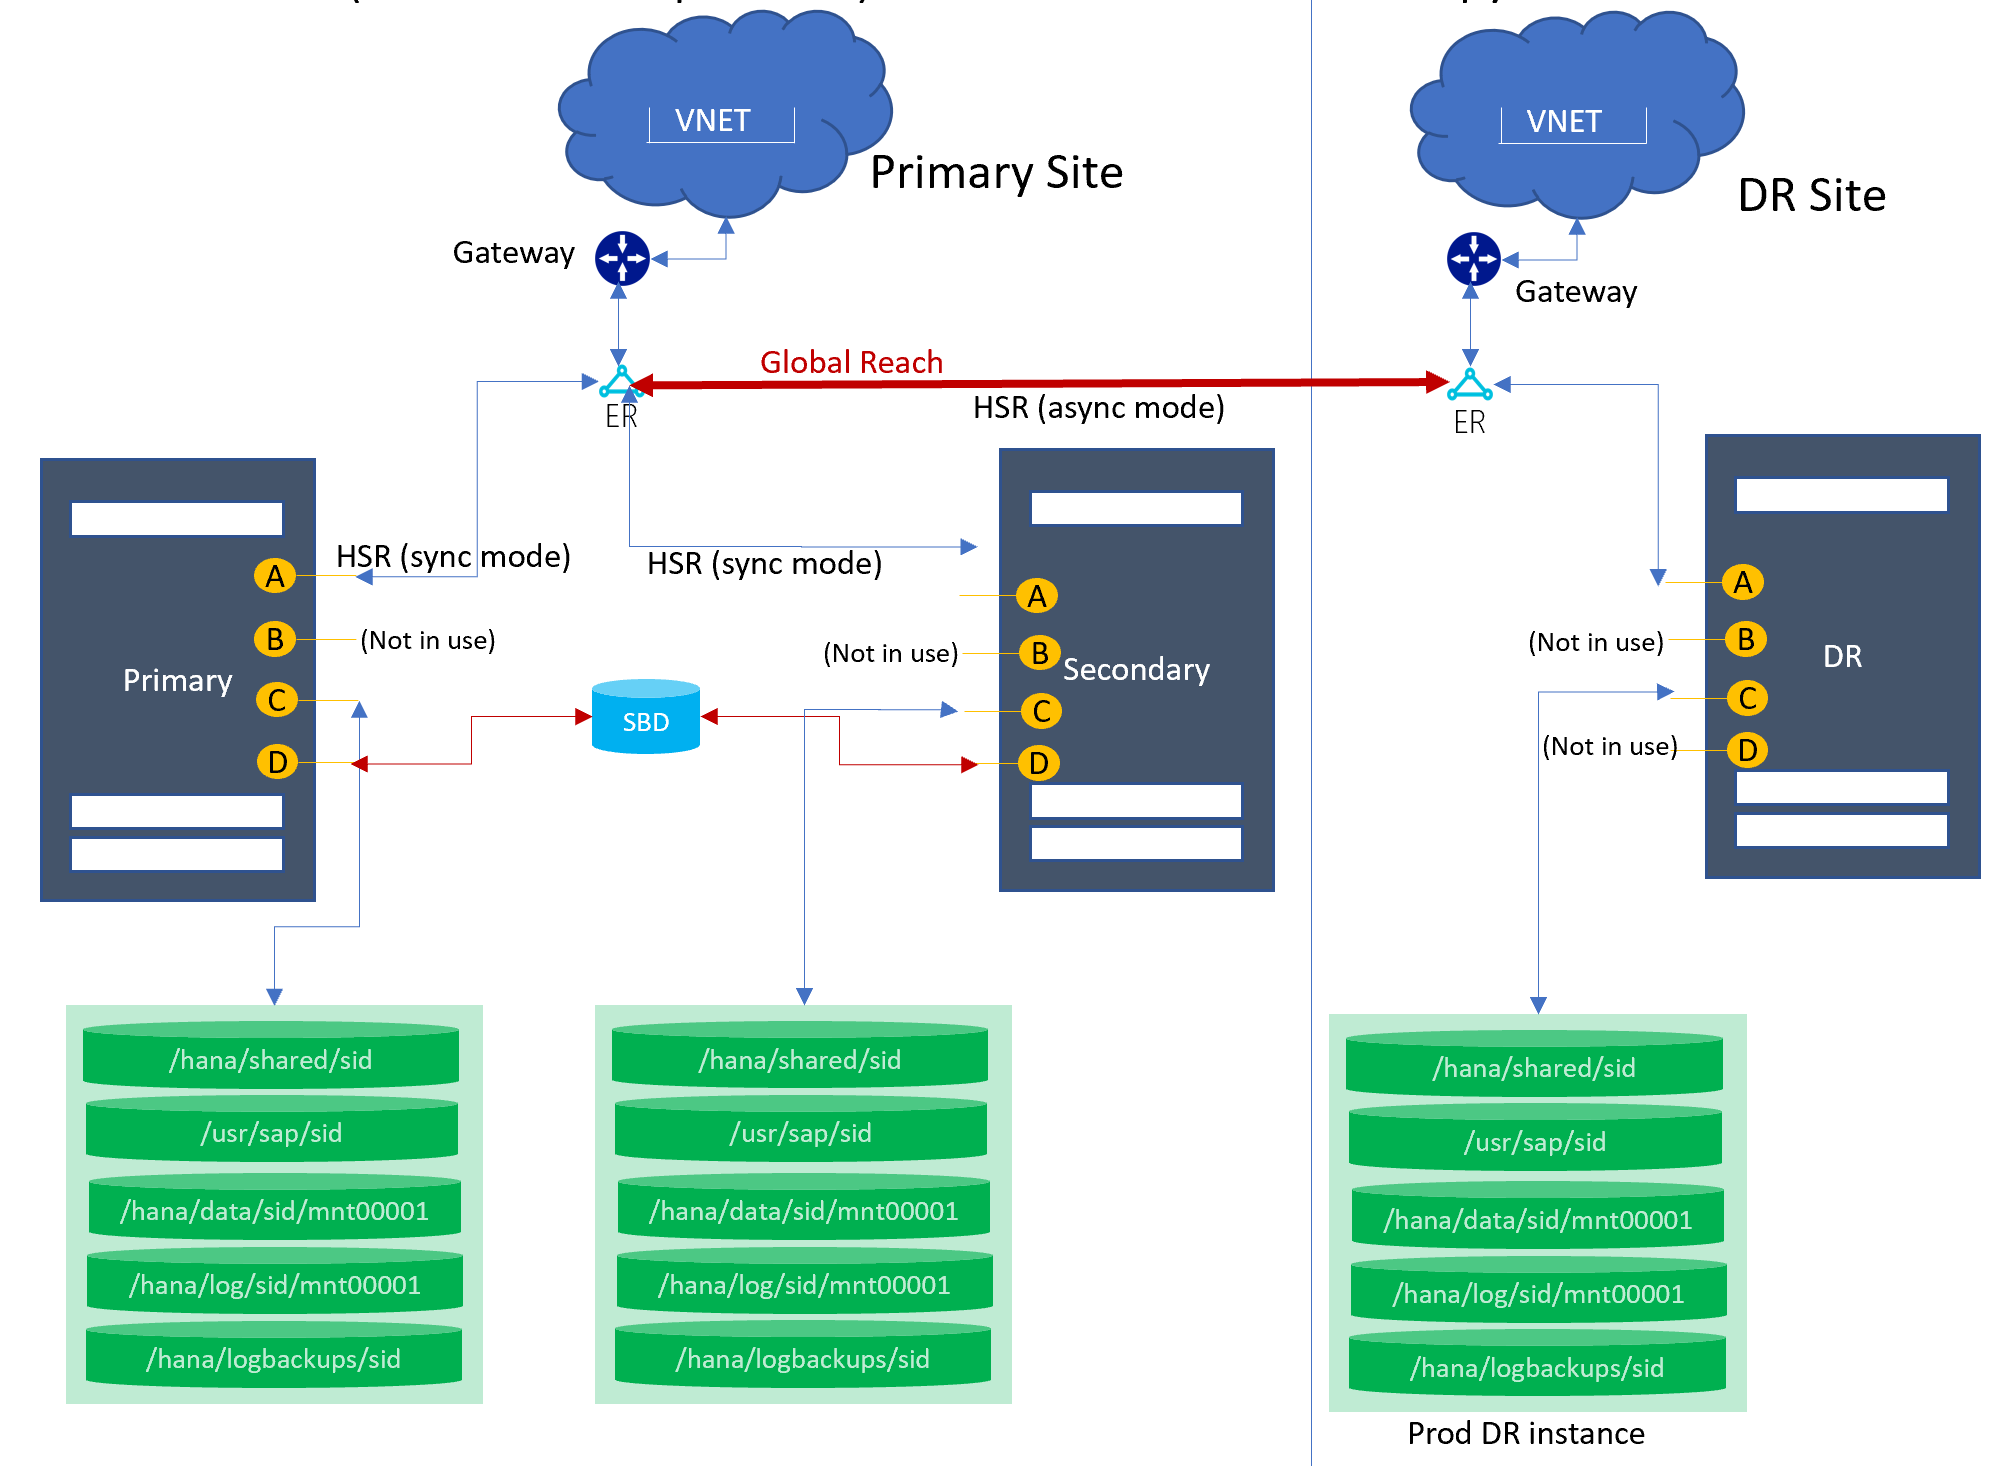 VNET
Primary Site
VNET
DR Site
Gateway
Gateway
Global Reach
HSR (async mode)
ER
ER
HSR (sync mode)
HSR (sync mode)
A
B
C
D
(Not in use)
Primary
SBD
(Not in use)
A
B
C
D
Secondary
(Not in use)
(Not in use)
A
B
C
D
DR
/hana/shared/sid
/usr/sap/sid
/hana/data/sid/mnt00001
/hana/log/sid/mnt00001
/hana/logbackups/sid
/hana/shared/sid
/usr/sap/sid
/hana/data/sid/mnt00001
/hana/log/sid/mnt00001
/hana/logbackups/sid
/hana/shared/sid
/usr/sap/sid
/hana/data/sid/mnt00001
/hana/log/sid/mnt00001
/hana/logbackups/sid
Prod DR instance